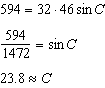 594 = 32 · 46 sin C
594/1472 = sin C
23.8 ≈ C